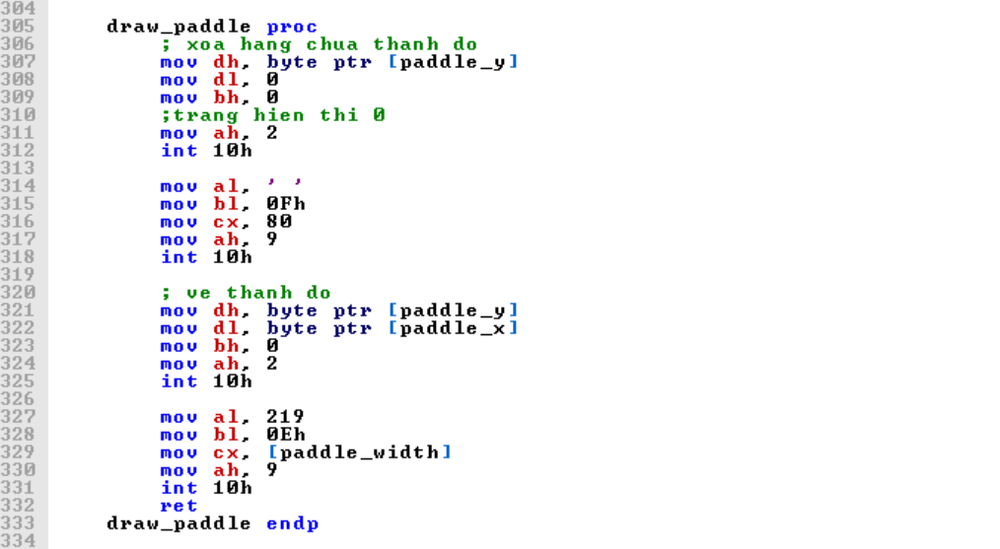 304
305 draw_paddle proc
306 ; xoa hang chua thanh do
307 mov dh, byte ptr [paddle_y]
308 mov dl, 0
309 mov bh, 0
310 ;trang hien thi 0
311 mov ah, 2
312 int 10h
313
314 mov al, ' '
315 mov bl, 0Fh
316 mov cx, 80
317 mov ah, 9
318 int 10h
319
320 ; ve thanh do
321 mov dh, byte ptr [paddle_y]
322 mov dl, byte ptr [paddle_x]
323 mov bh, 0
324 mov ah, 2
325 int 10h
326
327 mov al, 219
328 mov bl, 0Eh
329 mov cx, [paddle_width]
330 mov ah, 9
331 int 10h
332 ret
333 draw_paddle endp
334